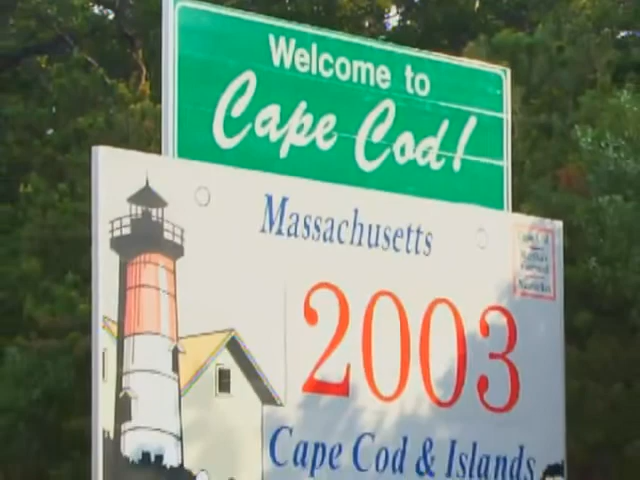 Welcome to
Cape Cod!
Massachusetts
2003
Cape Cod & Islands